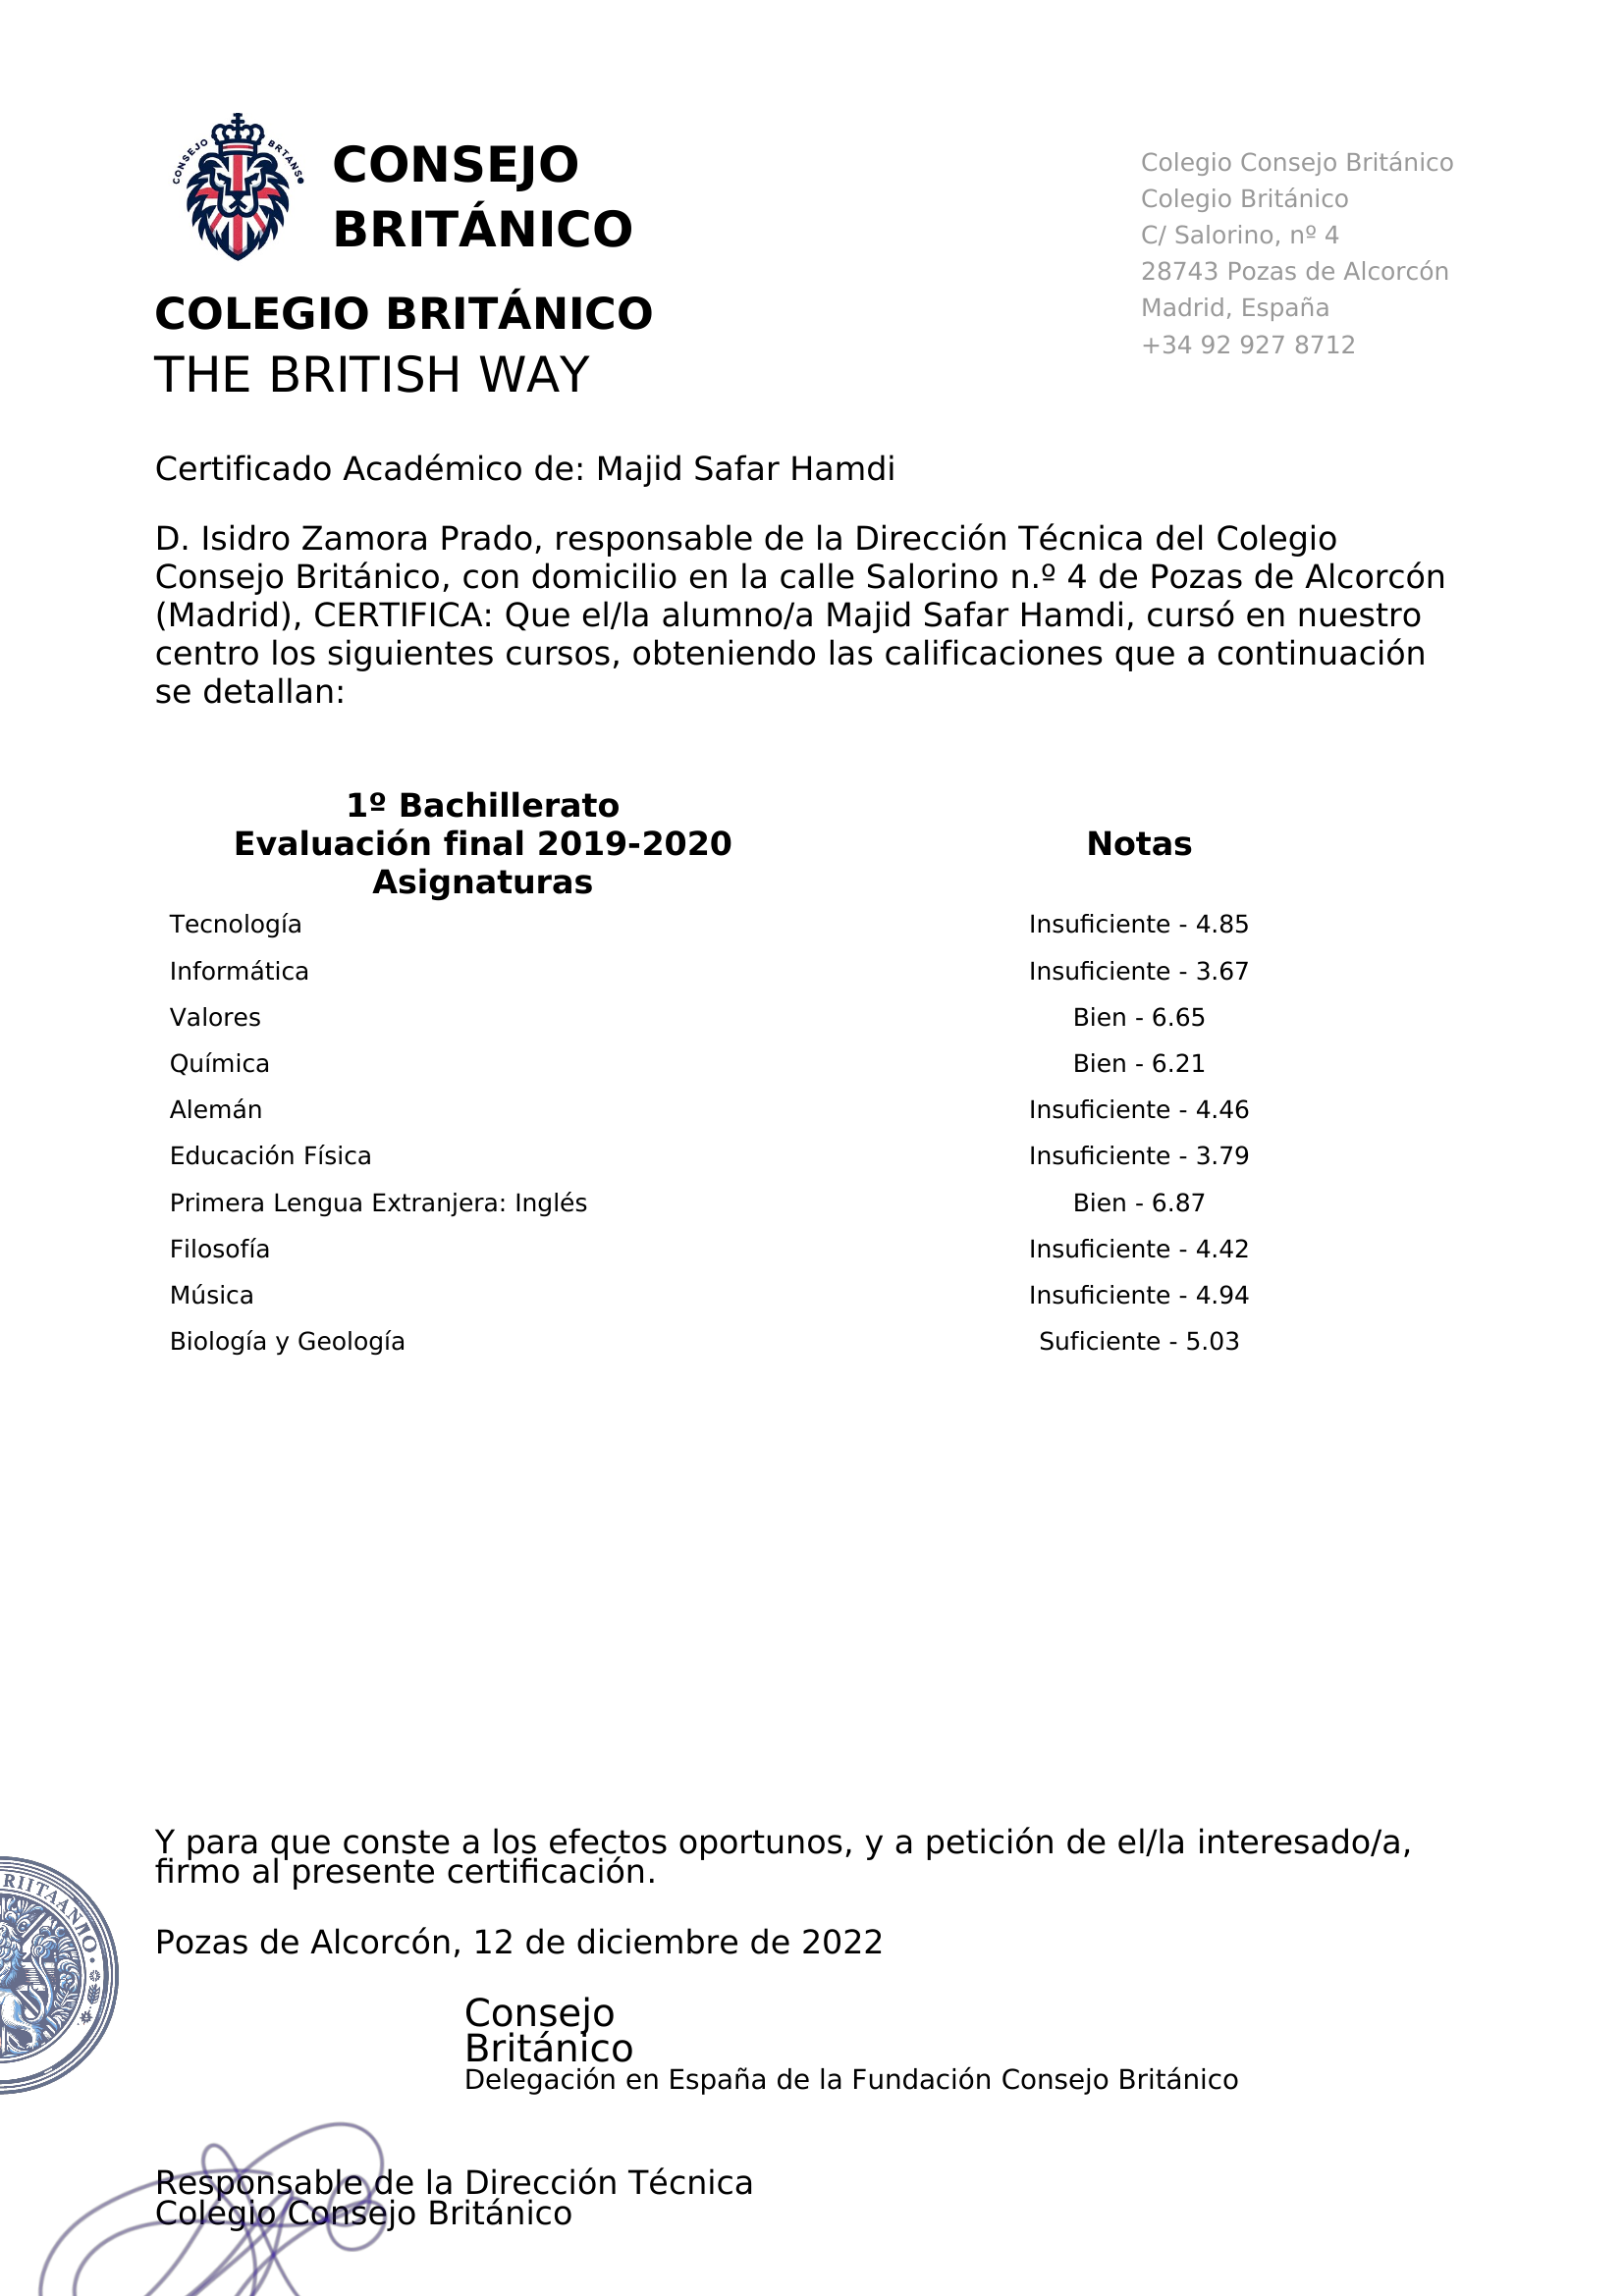 CONSEJO BRTANS
CONSEJO
BRITÁNICO
COLEGIO BRITÁNICO
THE BRITISH WAY
Colegio Consejo Británico
Colegio Británico
C/ Salorino, nº 4
28743 Pozas de Alcorcón
Madrid, España
+34 92 927 8712
Certificado Académico de: Majid Safar Hamdi
D. Isidro Zamora Prado, responsable de la Dirección Técnica del Colegio
Consejo Británico, con domicilio en la calle Salorino n.º 4 de Pozas de Alcorcón
(Madrid), CERTIFICA: Que el/la alumno/a Majid Safar Hamdi, cursó en nuestro
centro los siguientes cursos, obteniendo las calificaciones que a continuación
se detallan:
1º Bachillerato
Evaluación final 2019-2020 Notas
Asignaturas
Tecnología Insuficiente - 4.85
Informática Insuficiente - 3.67
Valores Bien - 6.65
Química Bien - 6.21
Alemán Insuficiente - 4.46
Educación Física Insuficiente - 3.79
Primera Lengua Extranjera: Inglés Bien - 6.87
Filosofía Insuficiente - 4.42
Música Insuficiente - 4.94
Biología y Geología Suficiente - 5.03
Y para que conste a los efectos oportunos, y a petición de el/la interesado/a,
firmo al presente certificación.
RIITAANIO
Pozas de Alcorcón, 12 de diciembre de 2022
Consejo
Británico
Delegación en España de la Fundación Consejo Británico
Responsable de la Dirección Técnica
Colegio Consejo Británico